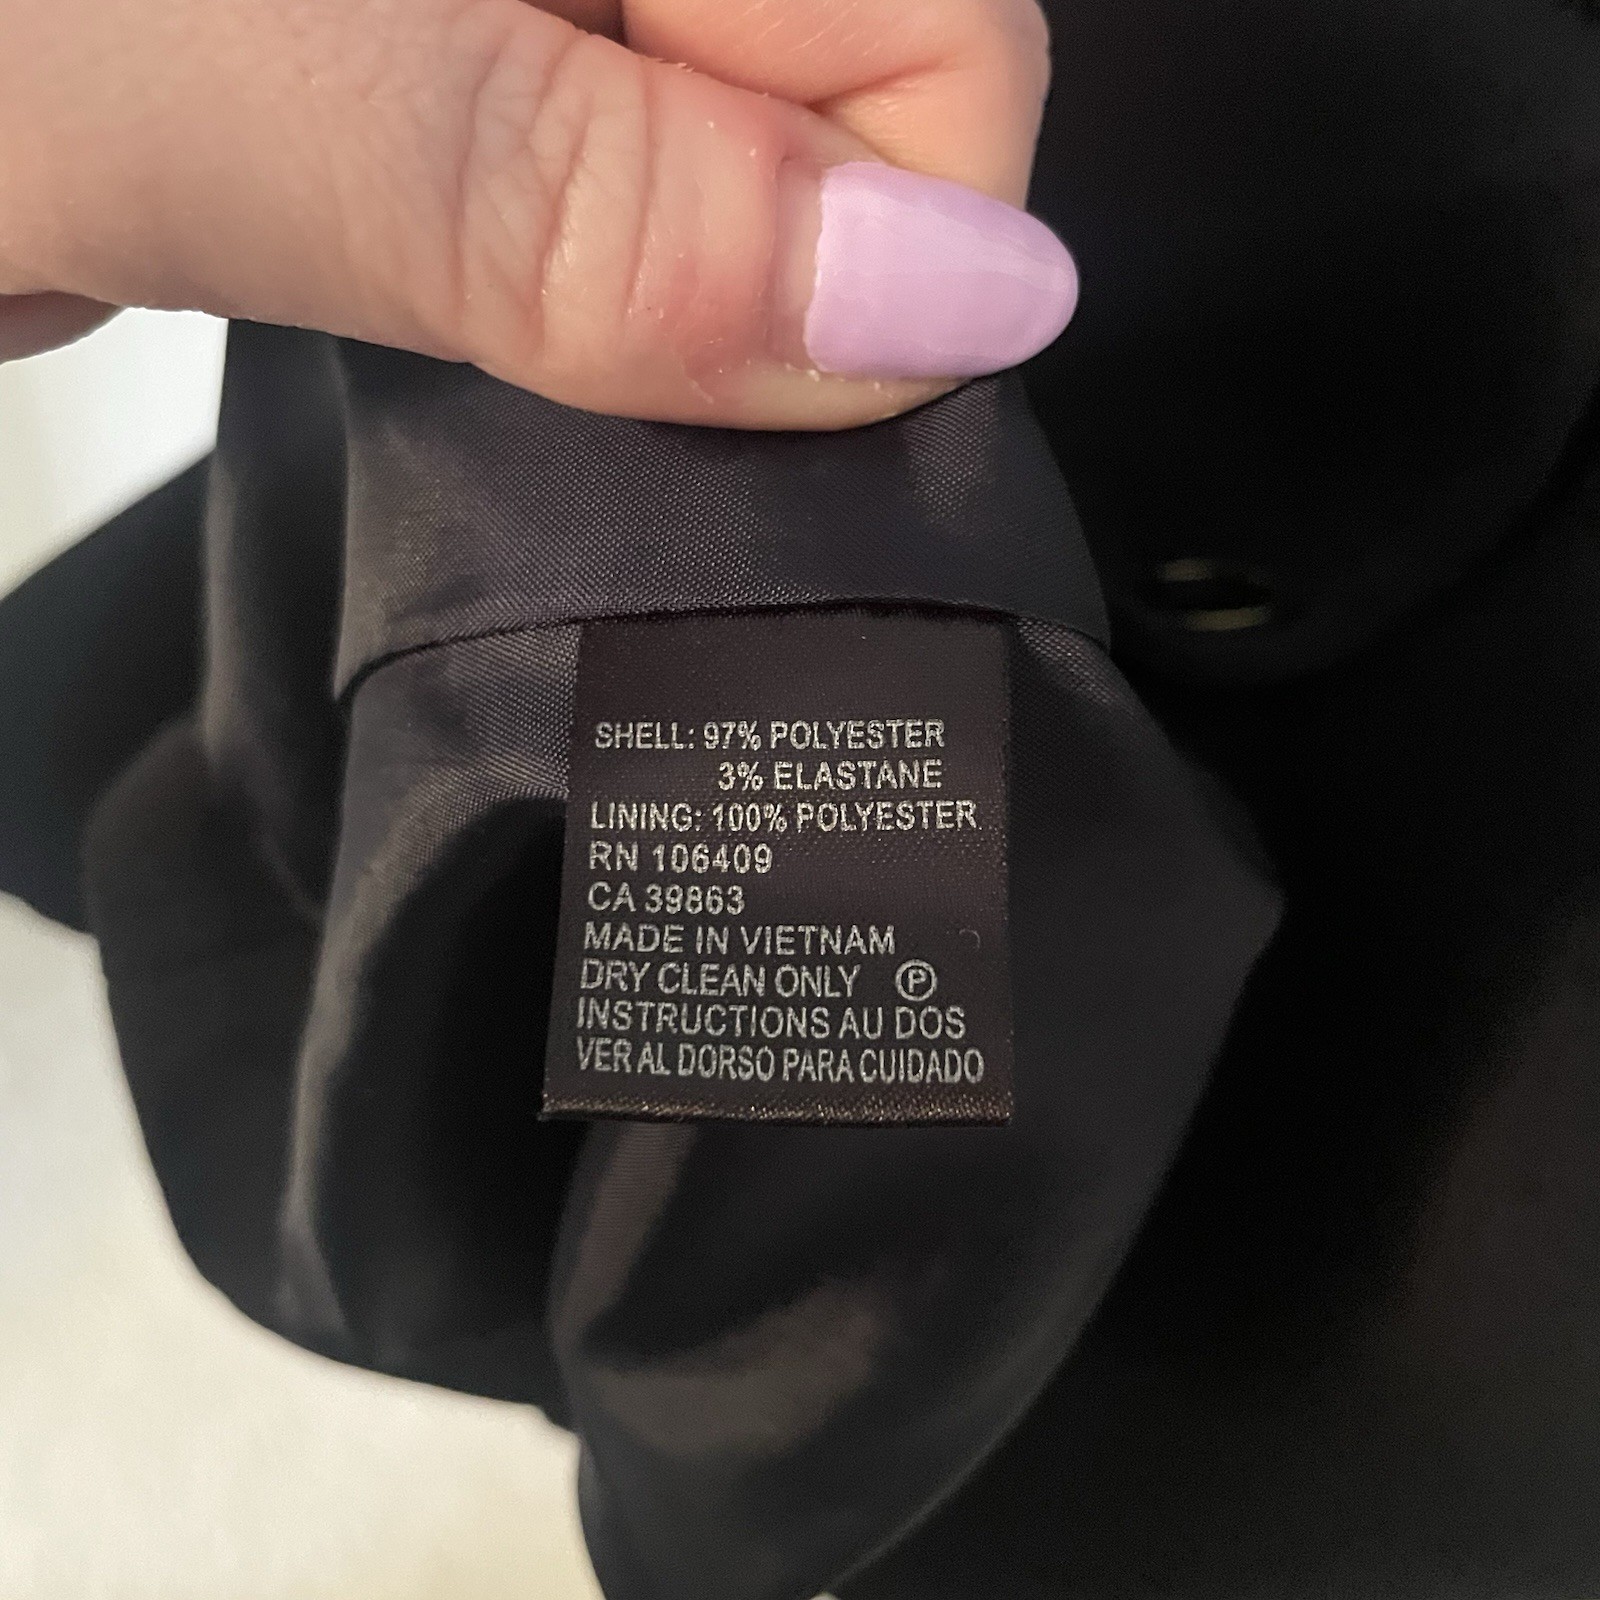 SHELL: 97% POLYESTER
3% ELASTANE
LINING: 100% POLYESTER
RN 106409
CA 39863
MADE IN VIETNAM
DRY CLEAN ONLY Ⓟ
INSTRUCTIONS AU DOS
VER AL DORSO PARA CUIDADO